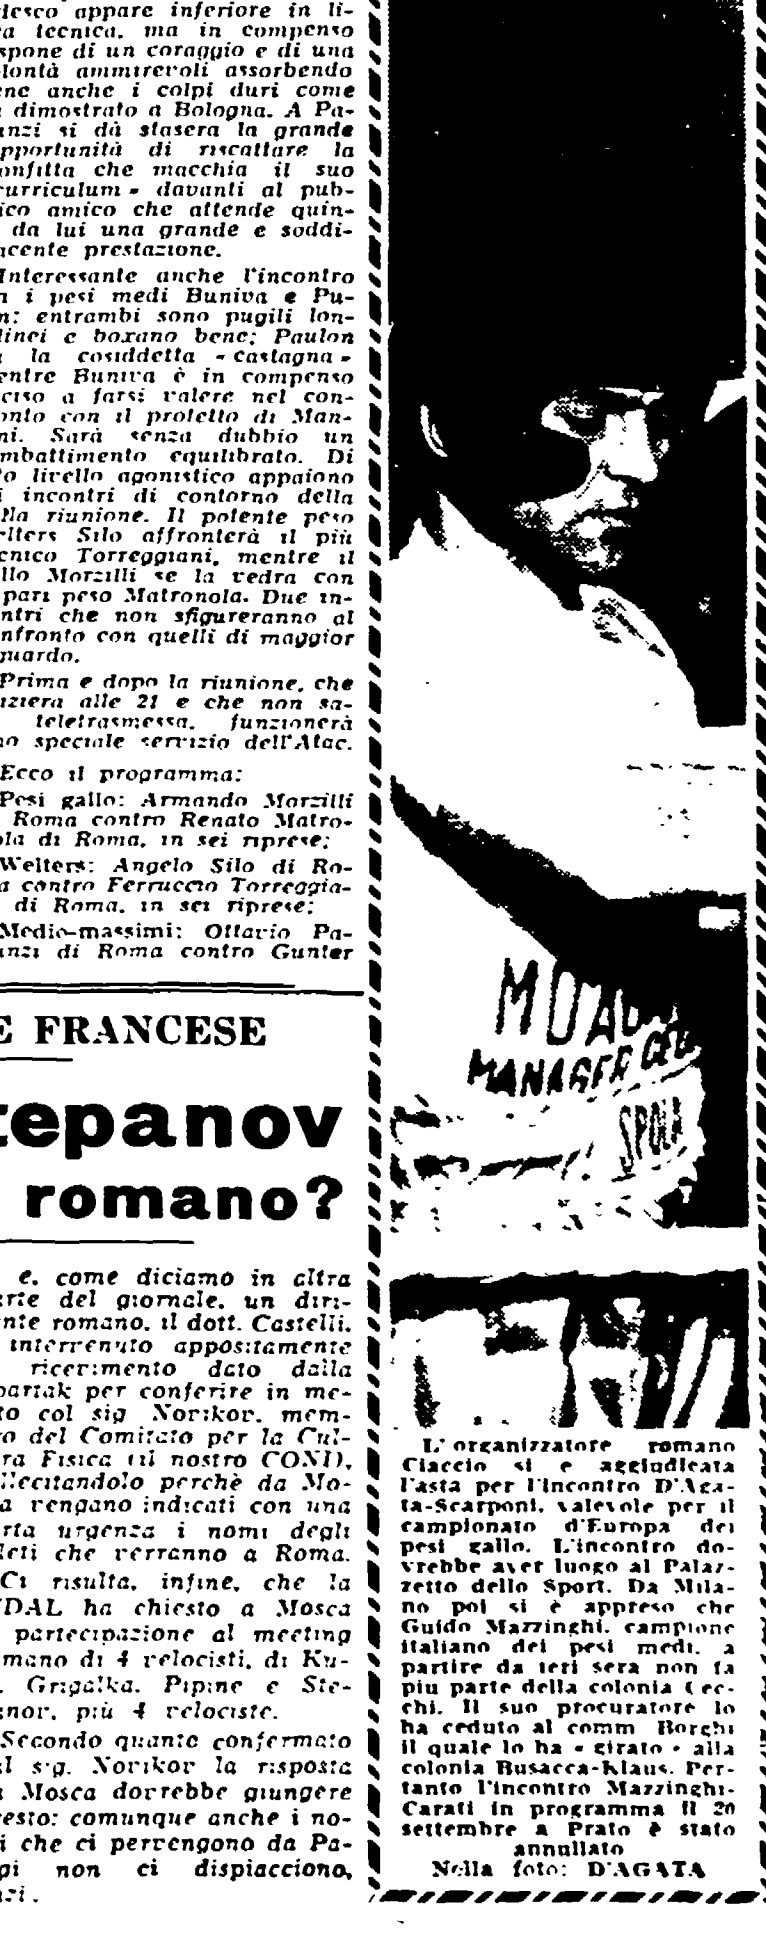 desco appare inferiore in li-
a tecnica, ma in compenso
spone di un coraggio e di una
lontà ammirevoli assorbendo
ene anche i colpi duri come
a dimostrato a Bologna. A Pa-
anzi si dà stasera la grande
pportunità di riscattare la
onfitta che macchia il suo
curriculum » davanti al pub-
ico amico che attende quin-
da lui una grande e soddi-
acente prestazione.
Interessante anche l'incontro
a i pesi medi Buniva e Pu-
n: entrambi sono pugili lon-
linei e boxano bene; Paulon
a la cosiddetta « castagna »
entre Buniva è in compenso
ciso a farsi valere nel con-
onto con il protetto di Man-
ni. Sarà senza dubbio un
mbattimento equilibrato. Di
to livello agonistico appaiono
i incontri di contorno della
lla riunione. Il potente peso
elters Silo affronterà il più
cnico Torreggiani, mentre il
llo Morzilli se la vedrà con
pari peso Matronola. Due in-
ntri che non sfigureranno al
nfronto con quelli di maggior
guardo.
Prima e dopo la riunione, che
iziera alle 21 e che non sa-
teletrasmessa, funzionerà
no speciale servizio dell'Atac.
Ecco il programma:
Pesi gallo: Armando Morzilli
Roma contro Renato Matro-
ola di Roma, in sei riprese;
Welters: Angelo Silo di Ro-
a contro Ferruccio Torreggia-
di Roma, in sei riprese;
Medio-massimi: Ottavio Pa-
anzi di Roma contro Gunter
E FRANCESE
tepanov
romano?
e, come diciamo in altra
arte del giornale, un diri-
nte romano, il dott. Castelli,
interrenuto appositamente
ricevimento dato dalla
partak per conferire in me-
to col sig Norikov, mem-
o del Comitato per la Cul-
ra Fisica (il nostro CONI),
llecitandolo perchè da Mo-
a vengano indicati con una
erta urgenza i nomi degli
leti che verranno a Roma.
Ci risulta, infine, che la
IDAL ha chiesto a Mosca
partecipazione al meeting
mano di 4 velocisti, di Ku-
. Grigalka, Pipine e Ste-
anor, più 4 velociste.
Secondo quanto confermato
al sig. Norikov la risposta
a Mosca dovrebbe giungere
resto: comunque anche i no-
i che ci pervengono da Pa-
gi non ci dispiacciono,
nzi.
MANAGER
SPOLA
L'organizzatore romano
Ciaccio si è aggiudicata
l'asta per l'incontro D'Aga-
ta-Scarponi, valevole per il
campionato d'Europa dei
pesi gallo. L'incontro do-
vrebbe aver luogo al Palaz-
zetto dello Sport. Da Mila-
no poi si è appreso che
Guido Mazzinghi, campione
italiano dei pesi medi, a
partire da ieri sera non fa
piu parte della colonia Cec-
chi. Il suo procuratore lo
ha ceduto al comm Borghi
il quale lo ha « girato » alla
colonia Busacca-Klaus. Per-
tanto l'incontro Mazzinghi-
Carati in programma il 20
settembre a Prato è stato
annullato
Nella foto: D'AGATA